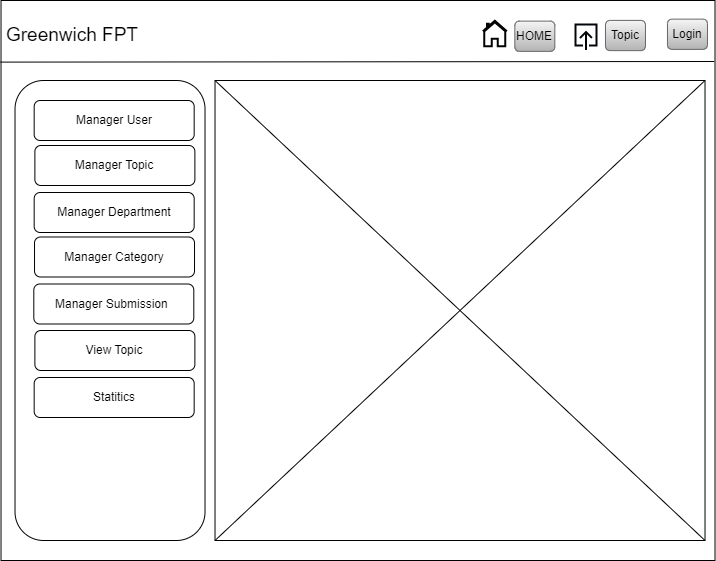 Greenwich FPT
HOME
Topic
Login
Manager User
Manager Topic
Manager Department
Manager Category
Manager Submission
View Topic
Statitics